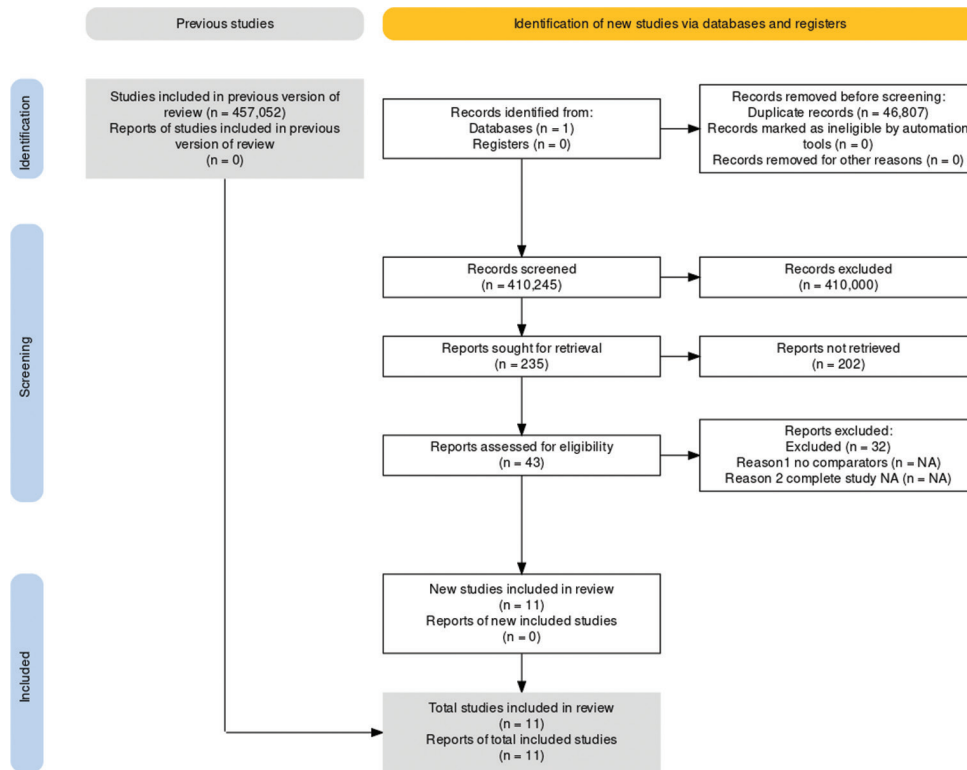 Previous studies
Identification of new studies via databases and registers
Identification
Studies included in previous version of
review (n = 457,052)
Reports of studies included in previous
version of review
(n = 0)
Records identified from:
Databases (n = 1)
Registers (n = 0)
Records removed before screening:
Duplicate records (n = 46,807)
Records marked as ineligible by automation
tools (n = 0)
Records removed for other reasons (n = 0)
Screening
Records screened
(n = 410,245)
Records excluded
(n = 410,000)
Reports sought for retrieval
(n = 235)
Reports not retrieved
(n = 202)
Reports assessed for eligibility
(n = 43)
Reports excluded:
Excluded (n = 32)
Reason1 no comparators (n = NA)
Reason 2 complete study NA (n = NA)
Included
New studies included in review
(n = 11)
Reports of new included studies
(n = 0)
Total studies included in review
(n = 11)
Reports of total included studies
(n = 11)